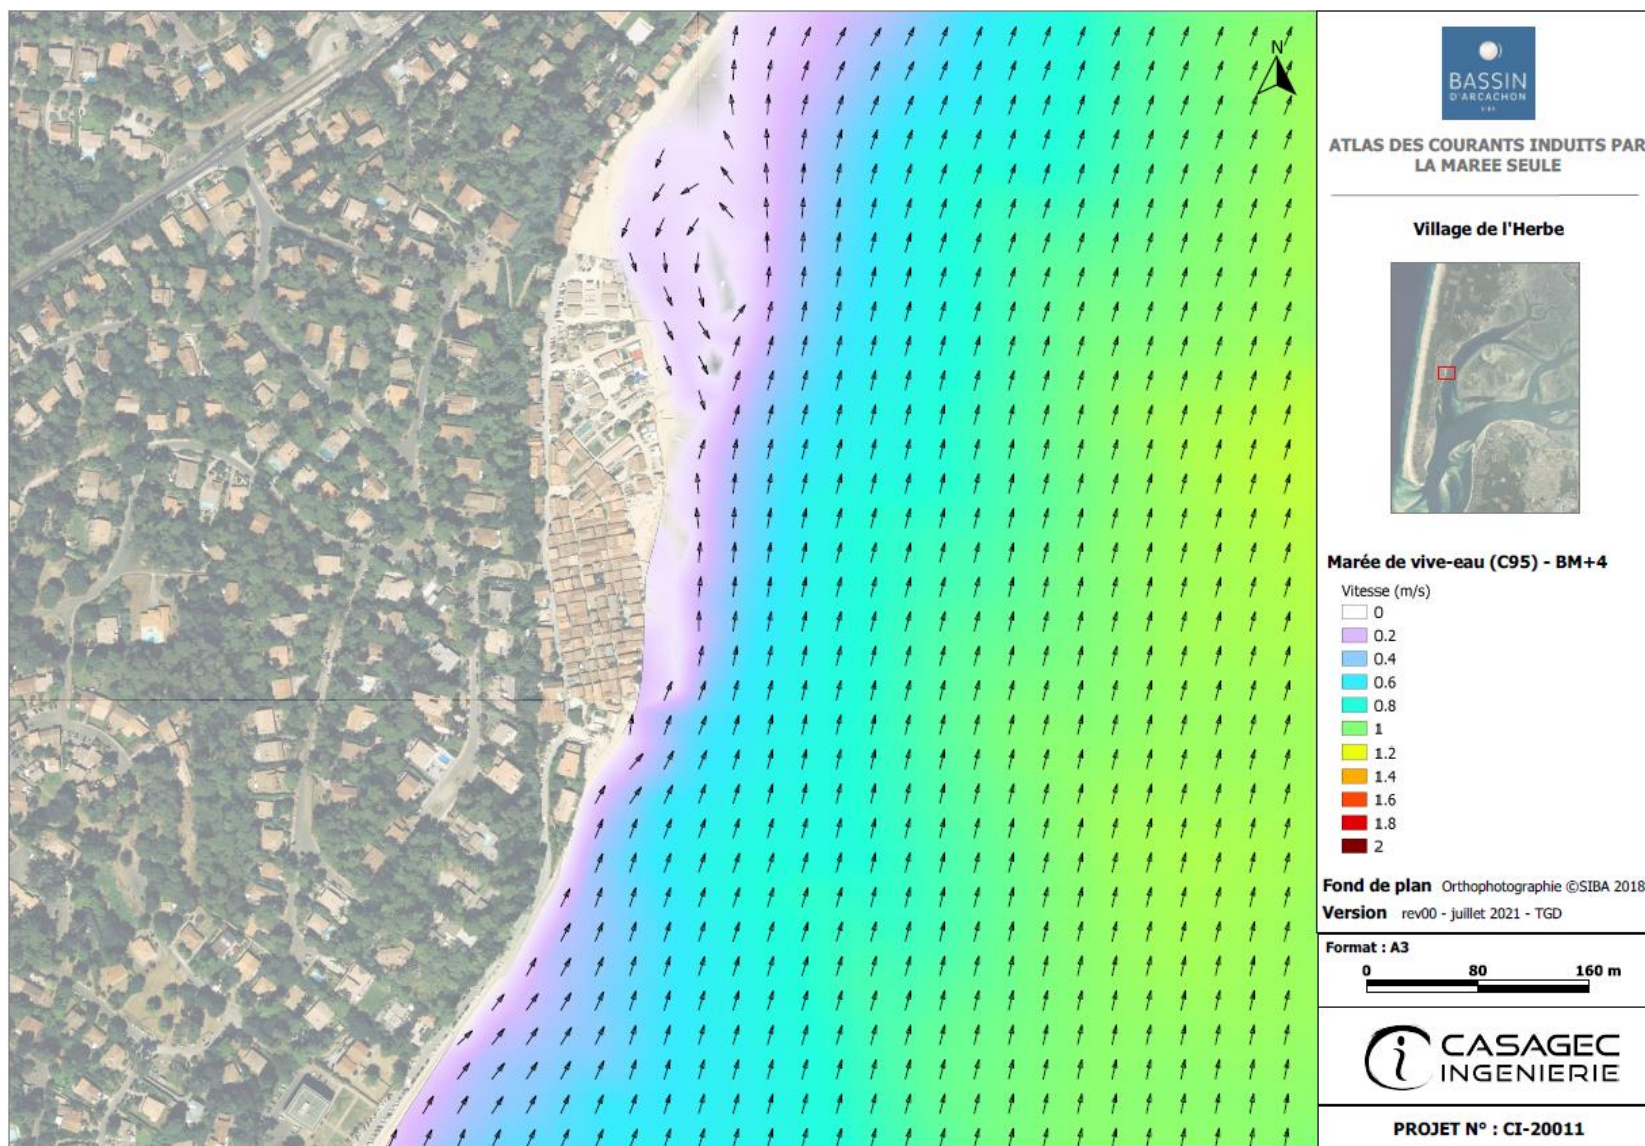 N
BASSIN
D'ARCACHON
SIBA
ATLAS DES COURANTS INDUITS PAR
LA MAREE SEULE
Village de l'Herbe
Marée de vive-eau (C95) - BM+4
Vitesse (m/s)
0
0.2
0.4
0.6
0.8
1
1.2
1.4
1.6
1.8
2
Fond de plan Orthophotographie ©SIBA 2018
Version rev00 - juillet 2021 - TGD
Format : A3
0 80 160 m
CASAGEC
INGENIERIE
PROJET N° : CI-20011